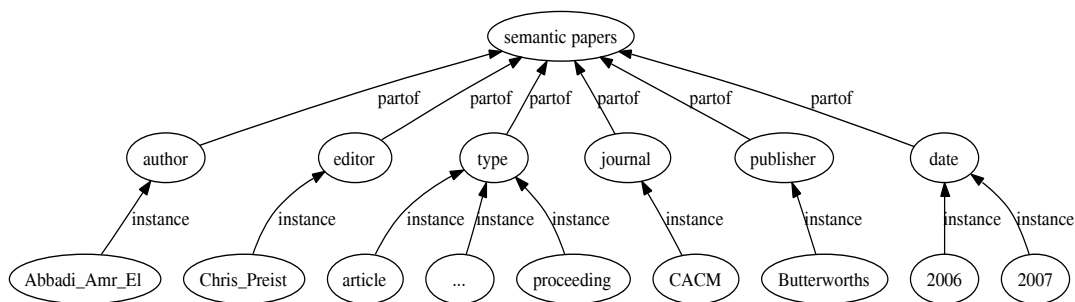 semantic papers
partof
partof
partof
partof
partof
partof
author
editor
type
journal
publisher
date
instance
instance
instance
instance
instance
instance
instance
instance
instance
Abbadi_Amr_El
Chris_Preist
article
...
proceeding
CACM
Butterworths
2006
2007